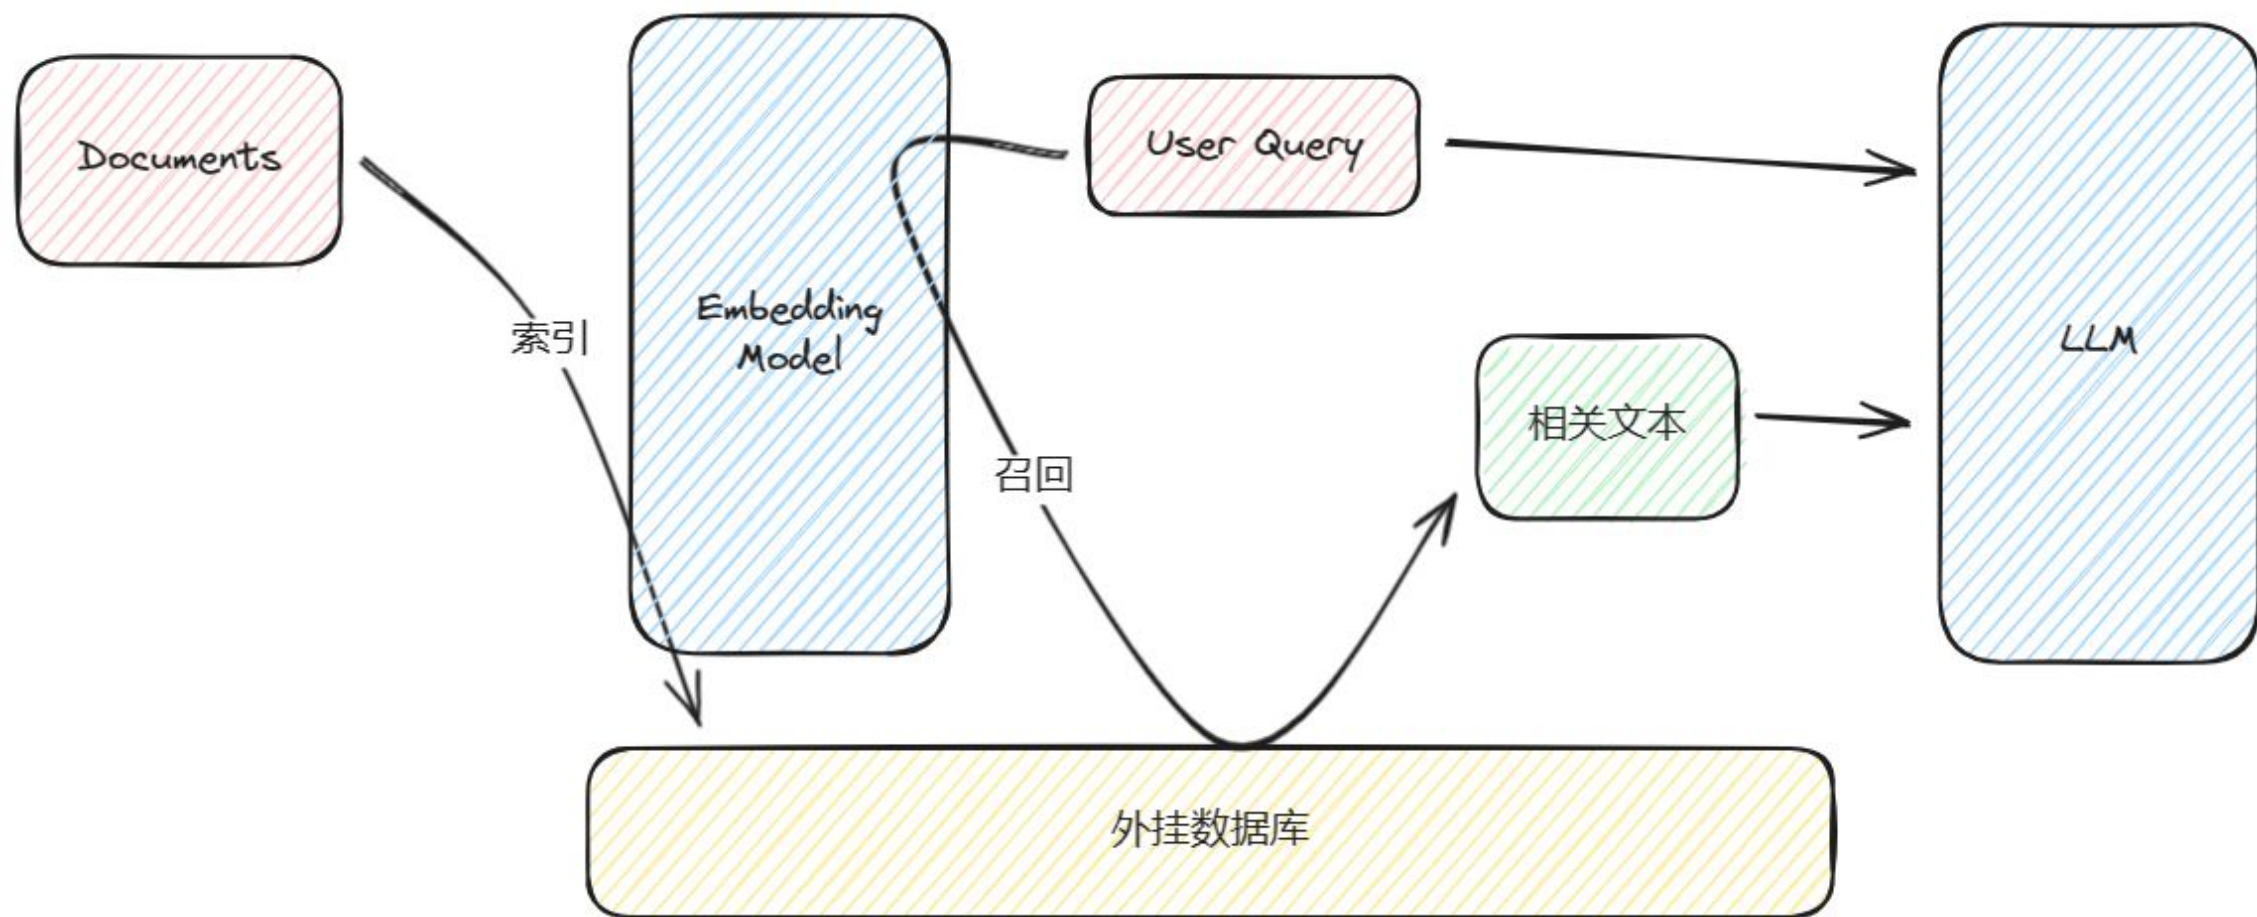 Documents
User Query
Embedding
Model
索引
LLM
相关文本
召回
外挂数据库